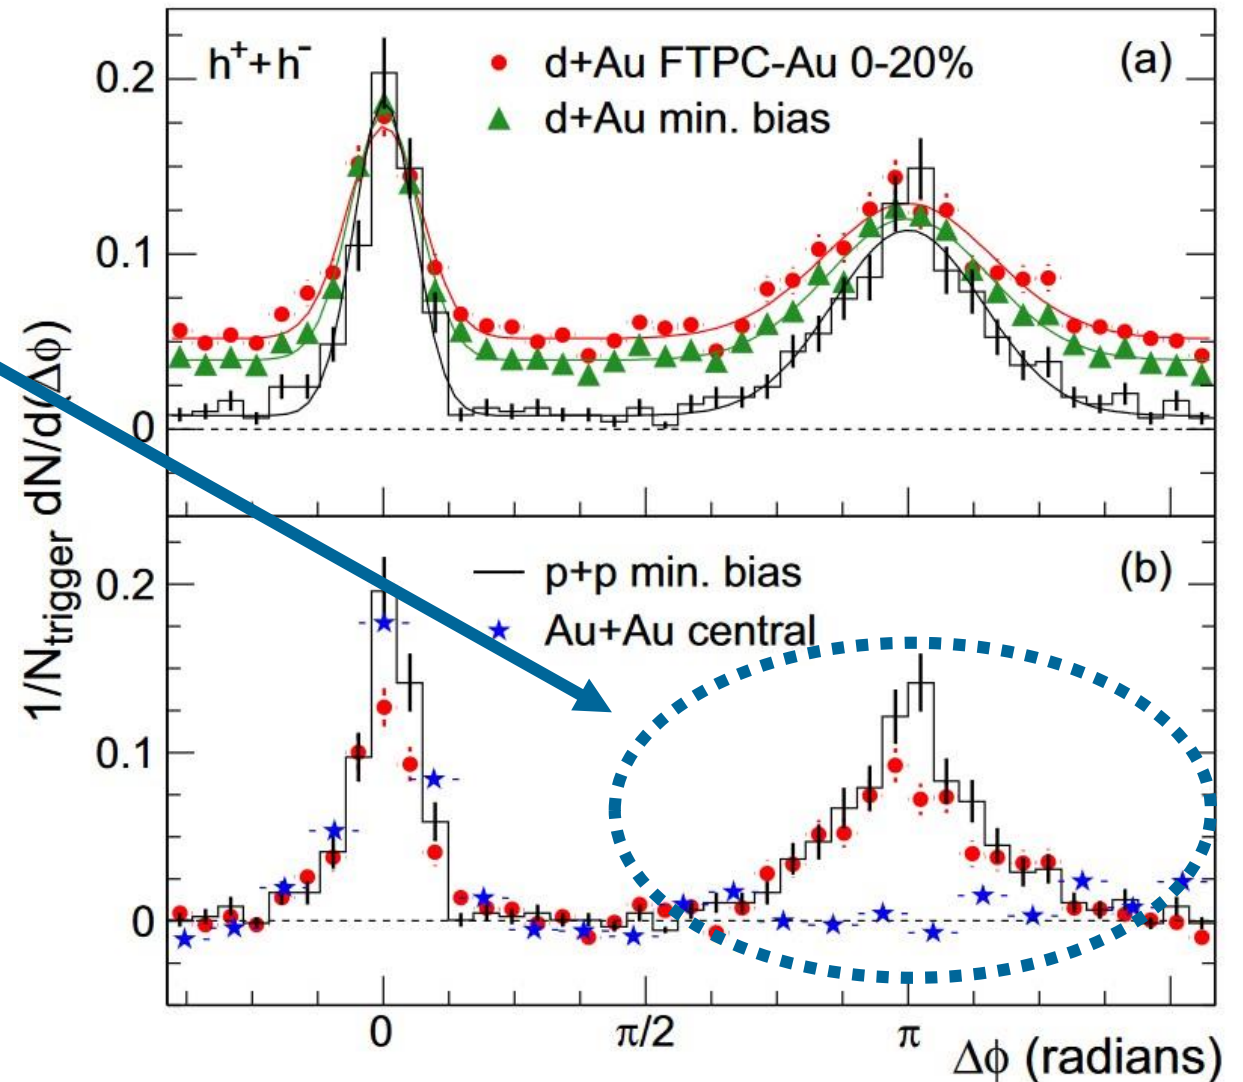 h⁺+h⁻
d+Au FTPC-Au 0-20%
d+Au min. bias
(a)
0.2
0.1
0
1/N_trigger dN/d(Δϕ)
p+p min. bias
Au+Au central
(b)
0.2
0.1
0
0
π/2
π
Δϕ (radians)